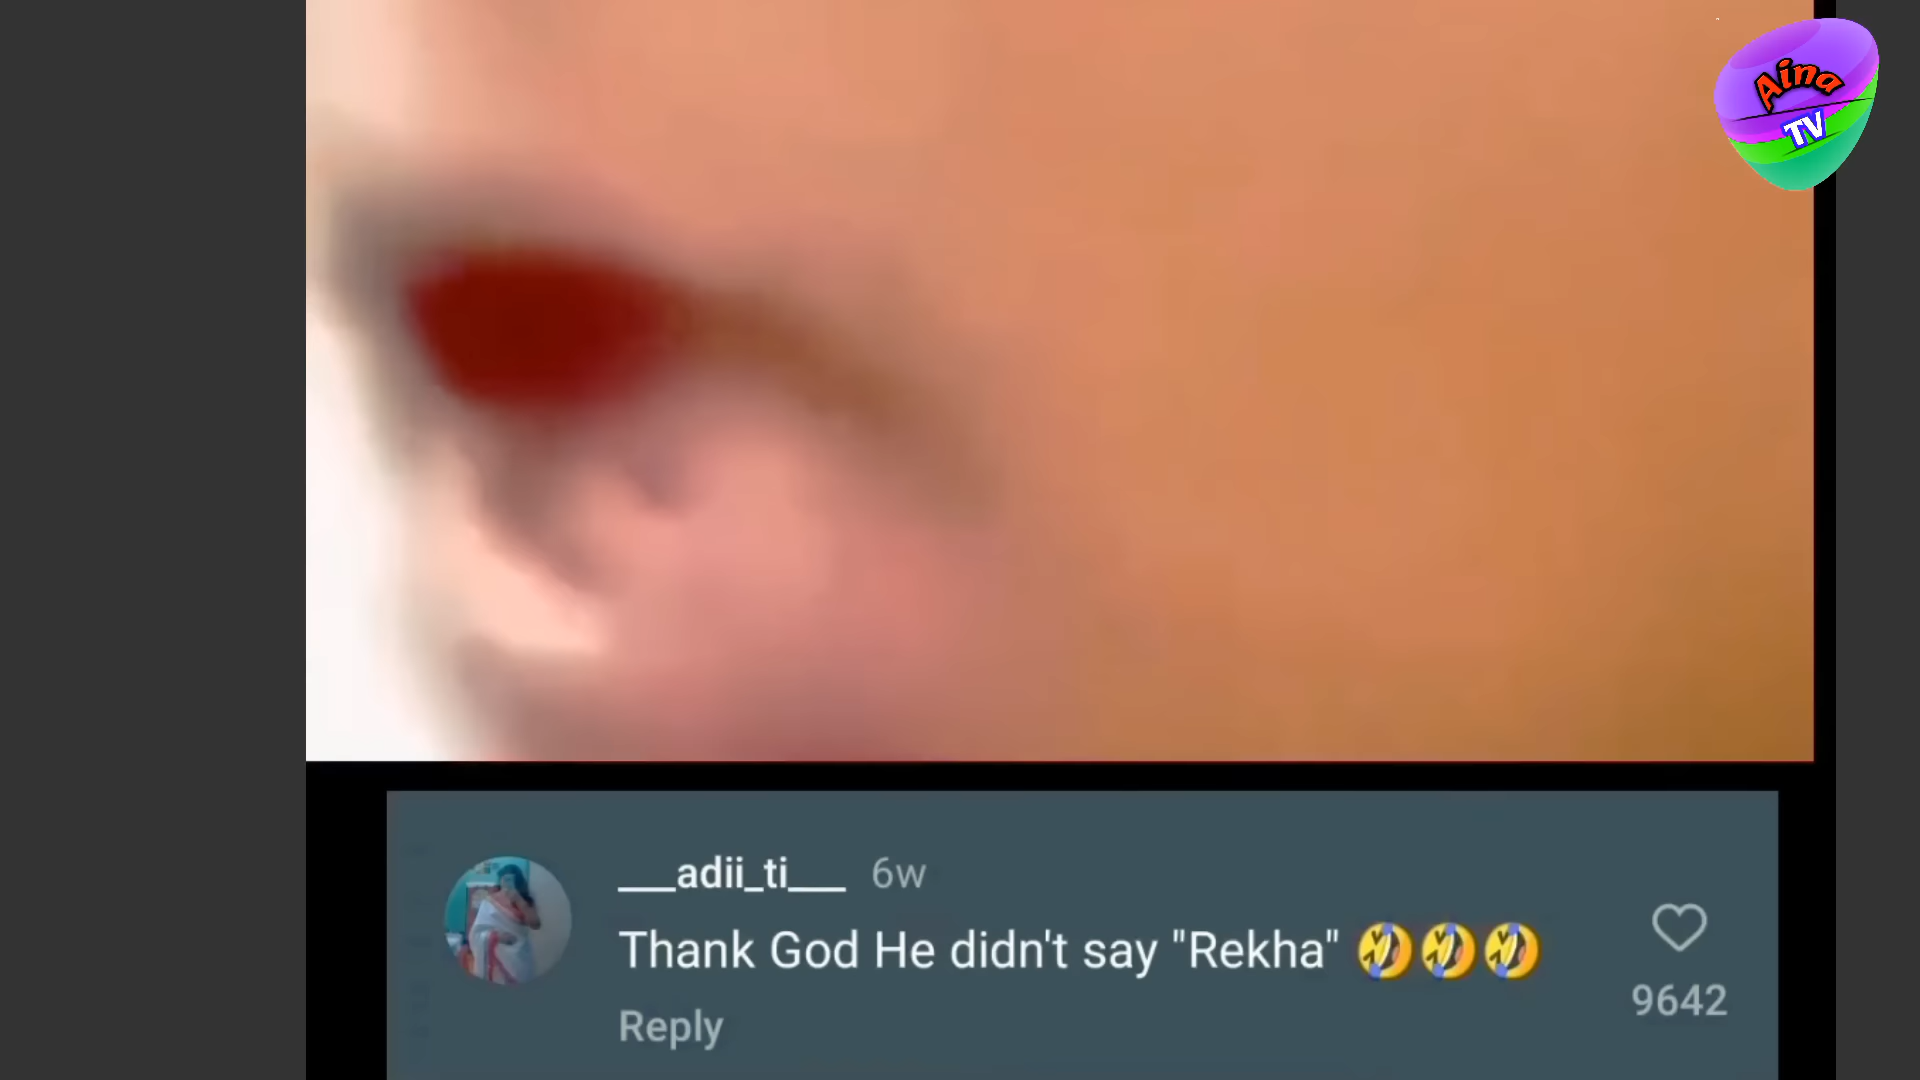 Aina
TV
___adii_ti___ 6w
Thank God He didn't say "Rekha" 🤣🤣🤣
Reply
9642